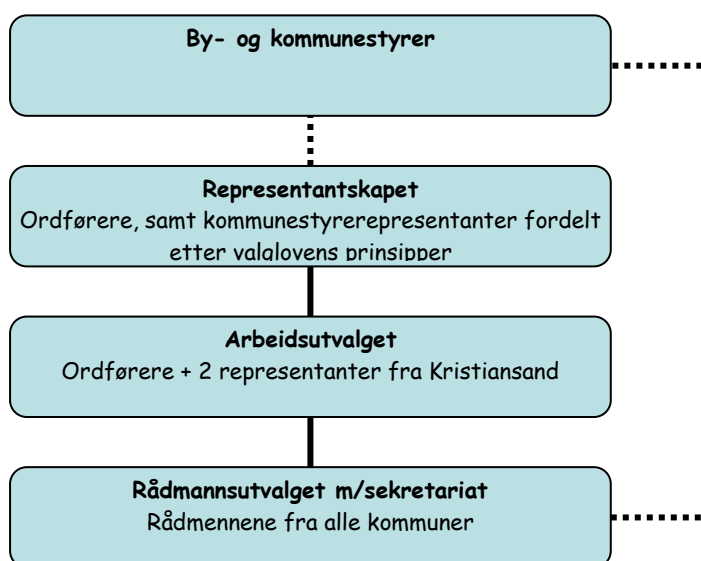 By- og kommunestyrer
Representantskapet
Ordførere, samt kommunestyrerepresentanter fordelt
etter valglovens prinsipper
Arbeidsutvalget
Ordførere + 2 representanter fra Kristiansand
Rådmannsutvalget m/sekretariat
Rådmennene fra alle kommuner